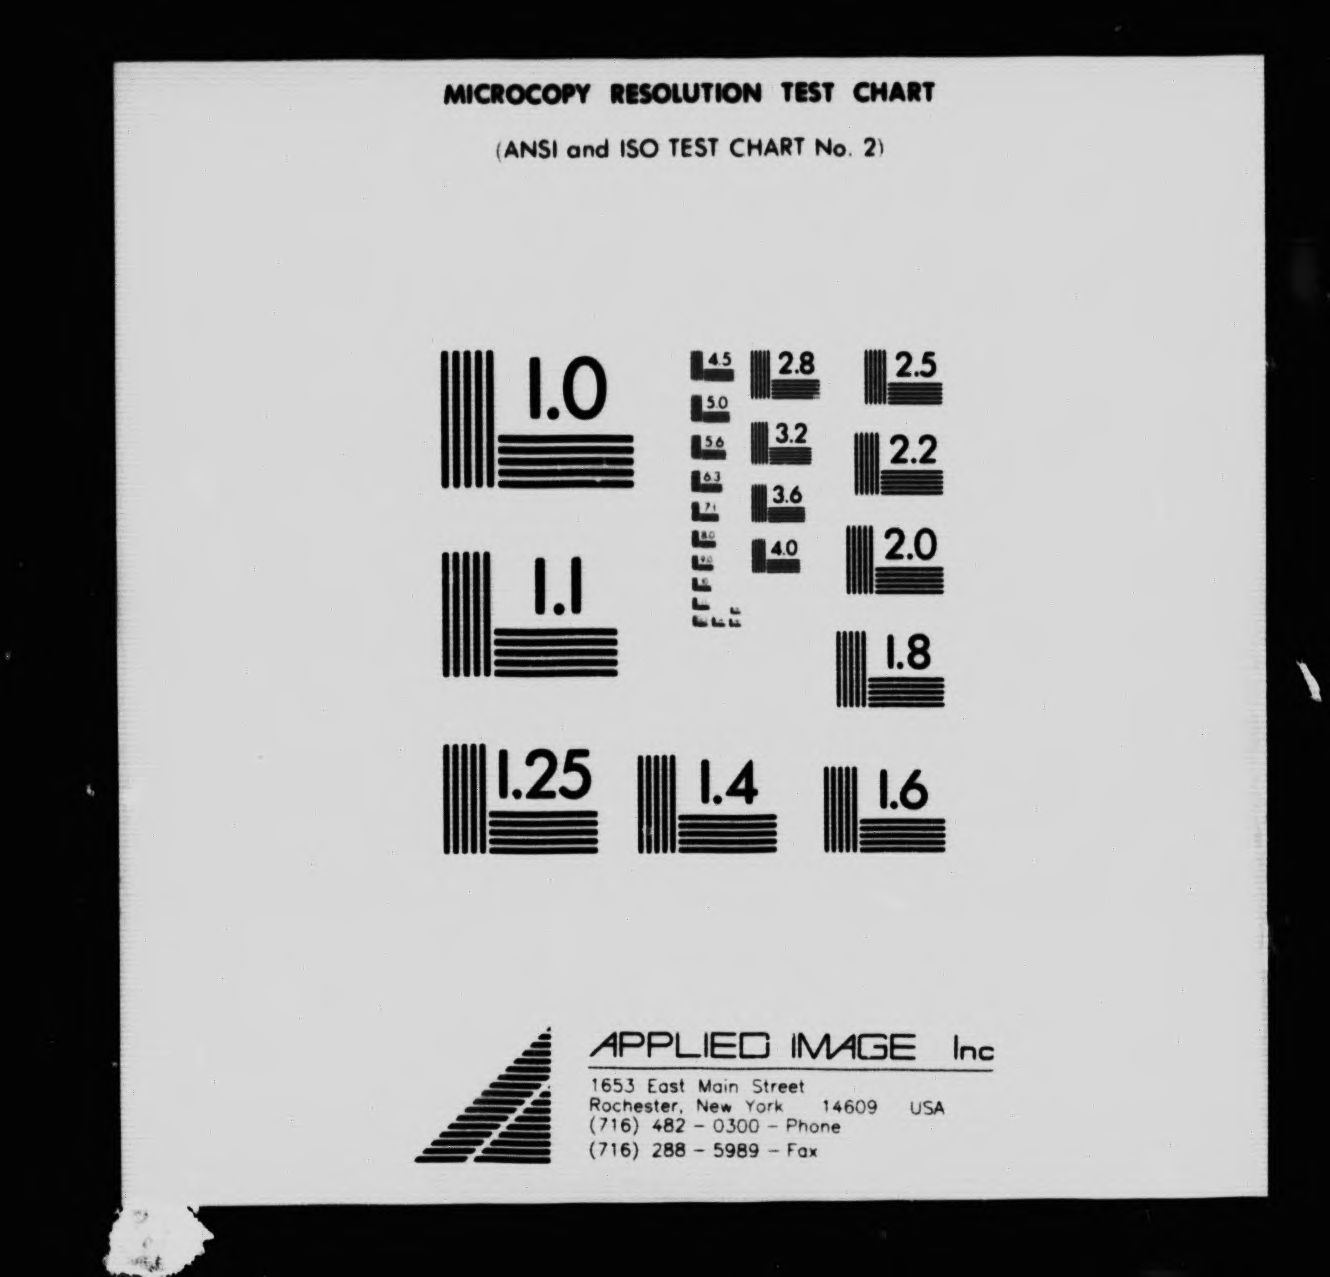 MICROCOPY RESOLUTION TEST CHART
(ANSI and ISO TEST CHART No. 2)
1.0
4.5
2.8
2.5
5.0
3.2
2.2
5.6
6.3
3.6
7.1
2.0
8.0
4.0
9.0
1.1
1.8
1.25
1.4
1.6
APPLIED IMAGE Inc
1653 East Main Street
Rochester, New York 14609 USA
(716) 482 - 0300 - Phone
(716) 288 - 5989 - Fax